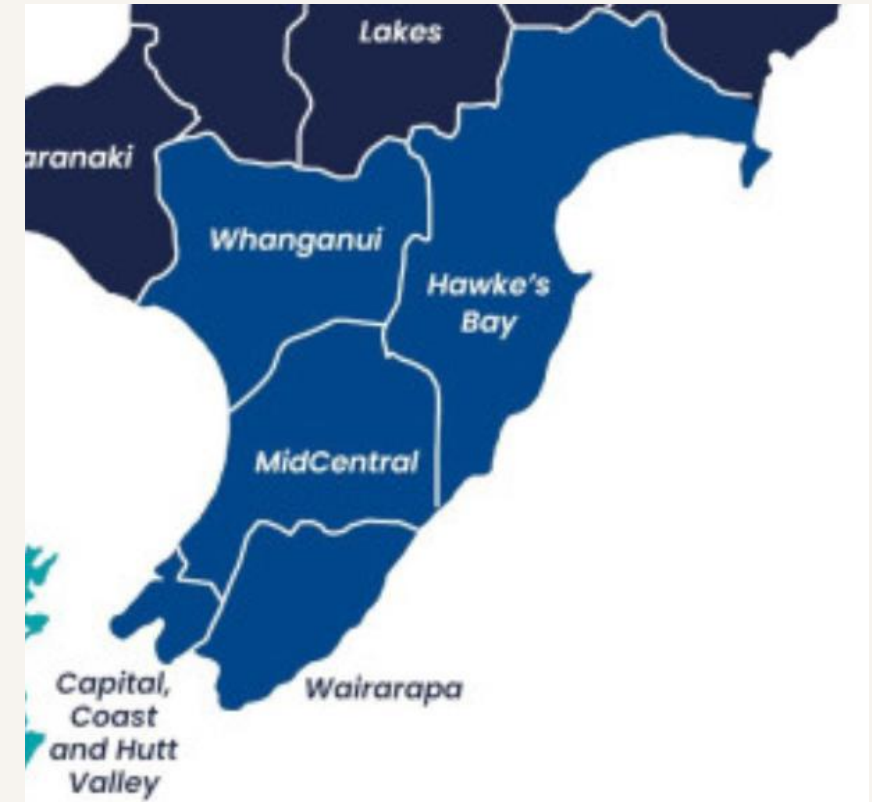 Lakes
aranaki
Whanganui
Hawke's
Bay
MidCentral
Wairarapa
Capital,
Coast
and Hutt
Valley